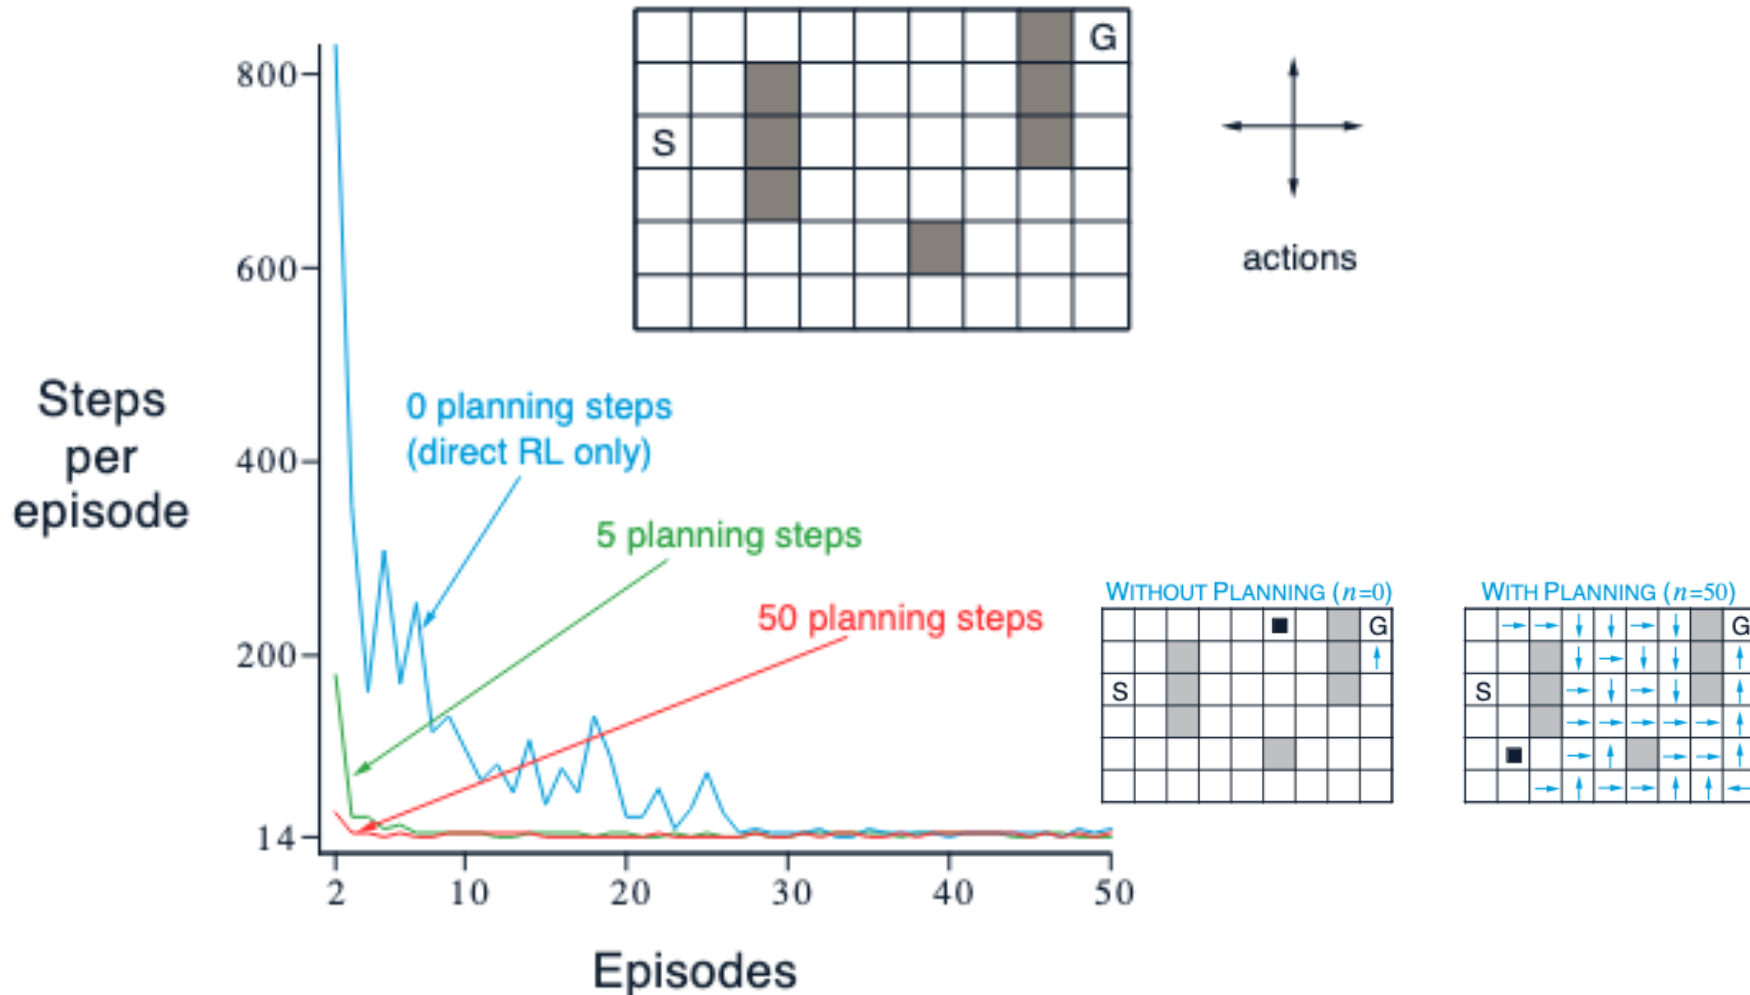 G
S
actions
800
600
400
200
14
Steps
per
episode
0 planning steps
(direct RL only)
5 planning steps
50 planning steps
WITHOUT PLANNING (n=0)
G
S
WITH PLANNING (n=50)
G
S
2
10
20
30
40
50
Episodes